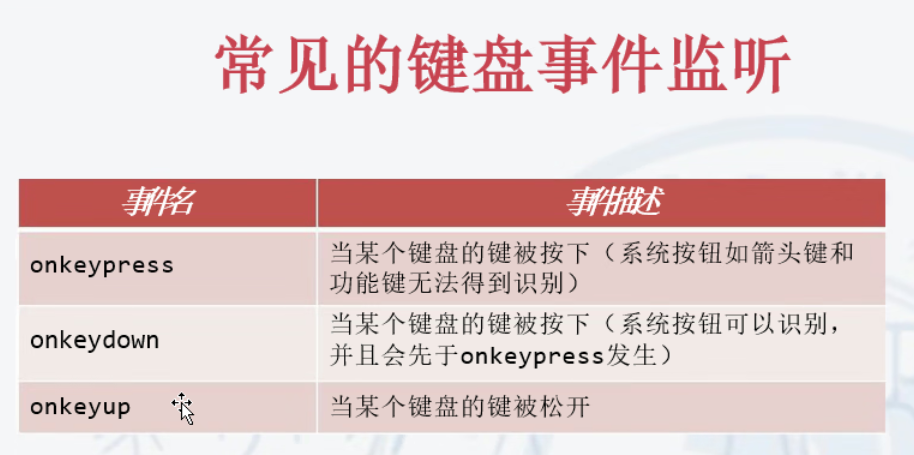 常见的键盘事件监听
事件名
事件描述
onkeypress
当某个键盘的键被按下（系统按钮如箭头键和
功能键无法得到识别）
onkeydown
当某个键盘的键被按下（系统按钮可以识别，
并且会先于onkeypress发生）
onkeyup
当某个键盘的键被松开